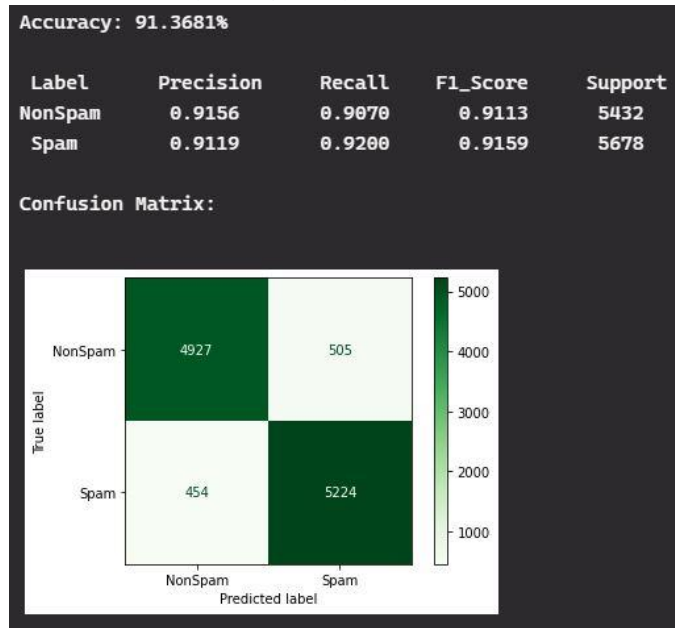 Accuracy: 91.3681%
Label Precision Recall F1_Score Support
NonSpam 0.9156 0.9070 0.9113 5432
Spam 0.9119 0.9200 0.9159 5678
Confusion Matrix:
5000
NonSpam 4927 505
4000
3000
True label
2000
Spam 454 5224
1000
NonSpam Spam
Predicted label